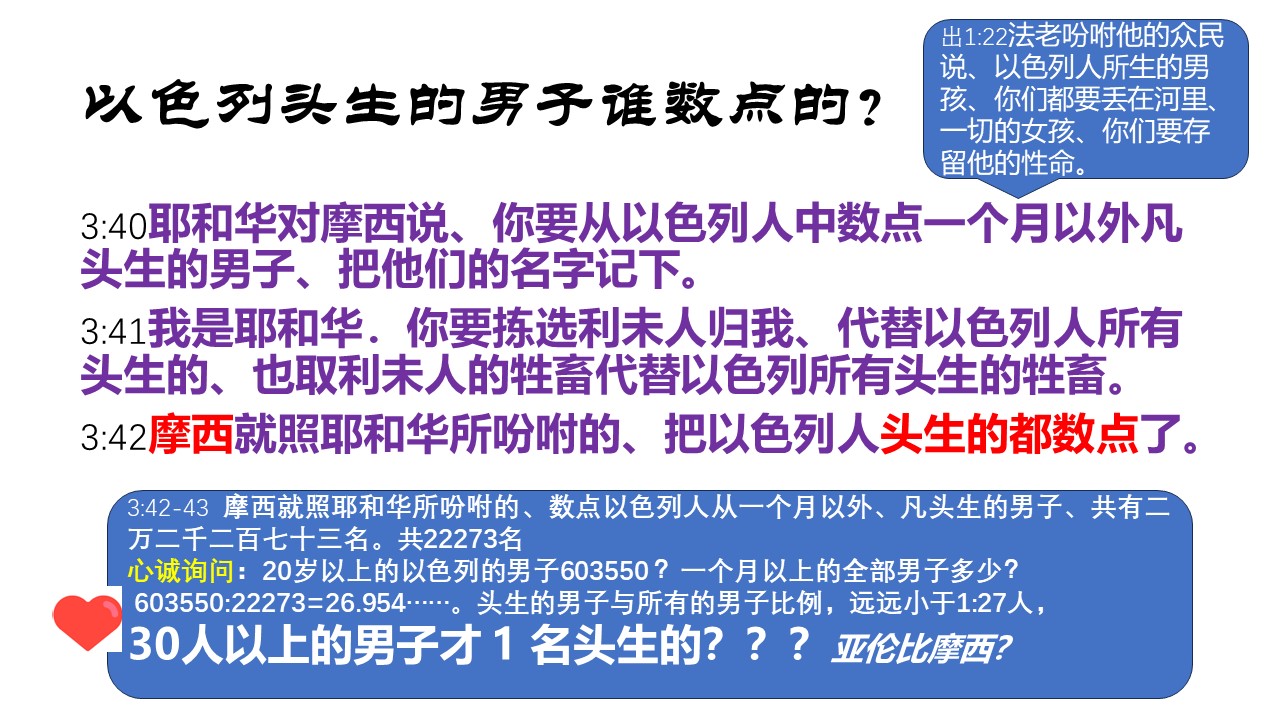 以色列头生的男子谁数点的?
出1:22法老吩咐他的众民
说、以色列人所生的男
孩、你们都要丢在河里、
一切的女孩、你们要存
留他的性命。
3:40耶和华对摩西说、你要从以色列人中数点一个月以外凡
头生的男子、把他们的名字记下。
3:41我是耶和华．你要拣选利未人归我、代替以色列人所有
头生的、也取利未人的牲畜代替以色列所有头生的牲畜。
3:42摩西就照耶和华所吩咐的、把以色列人头生的都数点了。
3:42-43 摩西就照耶和华所吩咐的、数点以色列人从一个月以外、凡头生的男子、共有二
万二千二百七十三名。共22273名
心诚询问：20岁以上的以色列的男子603550？一个月以上的全部男子多少？
603550:22273=26.954……。头生的男子与所有的男子比例，远远小于1:27人，
30人以上的男子才 1 名头生的？？？亚伦比摩西?